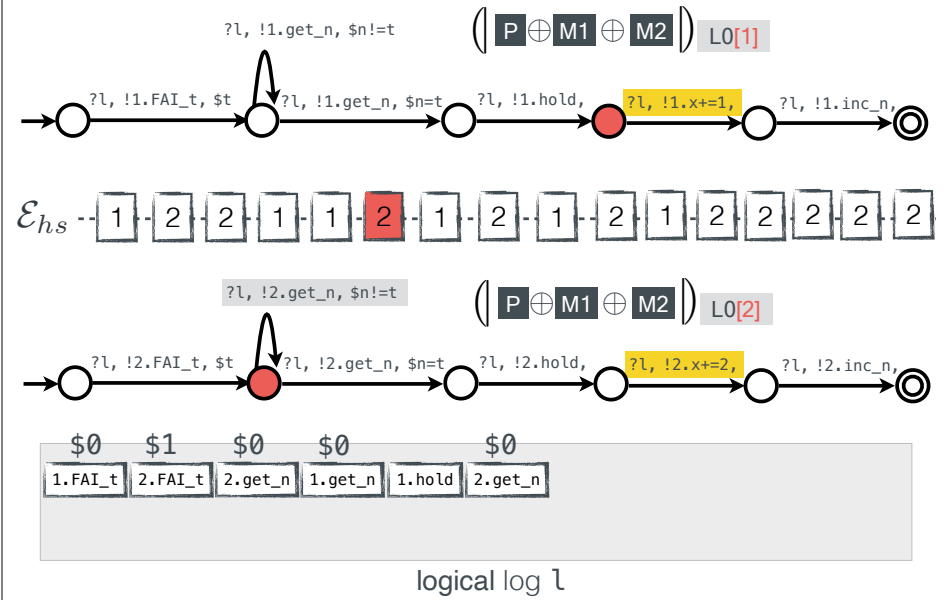 ?l, !1.get_n, $n!=t
(| P ⊕ M1 ⊕ M2 |) L0[1]
?l, !1.FAI_t, $t ?l, !1.get_n, $n=t ?l, !1.hold, ?l, !1.x+=1, ?l, !1.inc_n,
ℰhs 1 2 2 1 1 2 1 2 1 2 1 2 2 2 2 2
?l, !2.get_n, $n!=t
(| P ⊕ M1 ⊕ M2 |) L0[2]
?l, !2.FAI_t, $t ?l, !2.get_n, $n=t ?l, !2.hold, ?l, !2.x+=2, ?l, !2.inc_n,
$0 $1 $0 $0 $0
1.FAI_t 2.FAI_t 2.get_n 1.get_n 1.hold 2.get_n
logical log l